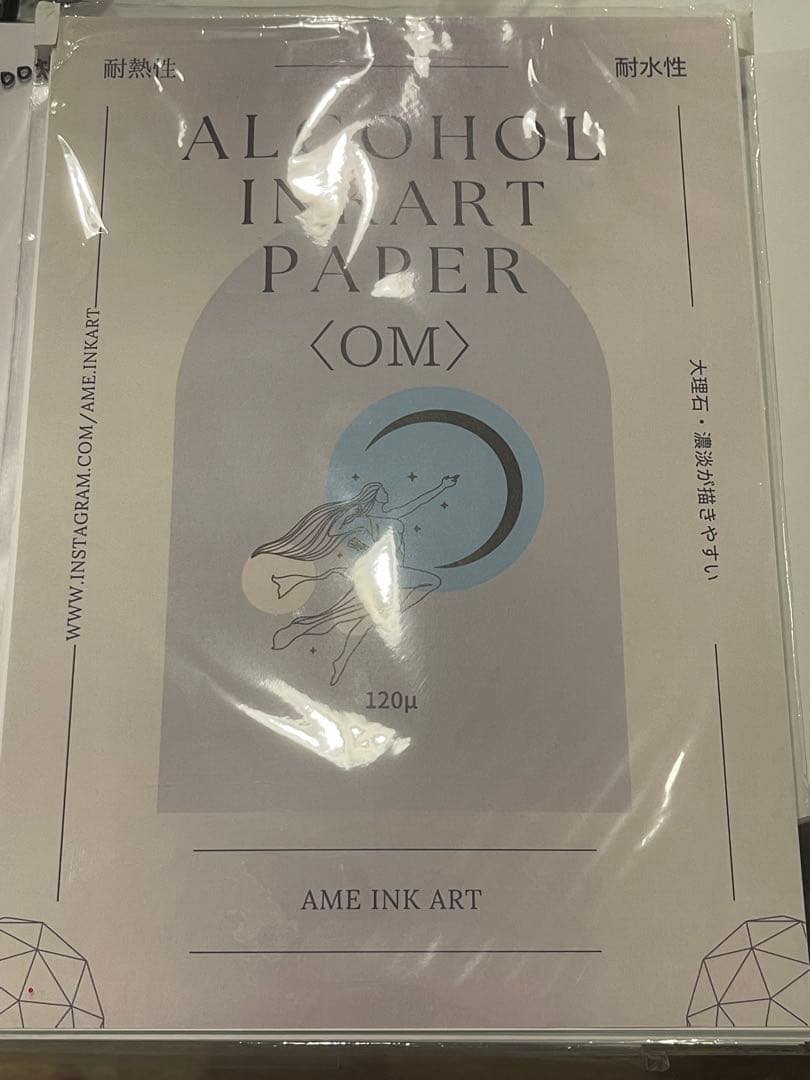 耐熱性
耐水性
ALCOHOL
INKART
PAPER
〈OM〉
WWW.INSTAGRAM.COM/AME.INKART
大理石・濃淡が描きやすい
120μ
AME INK ART